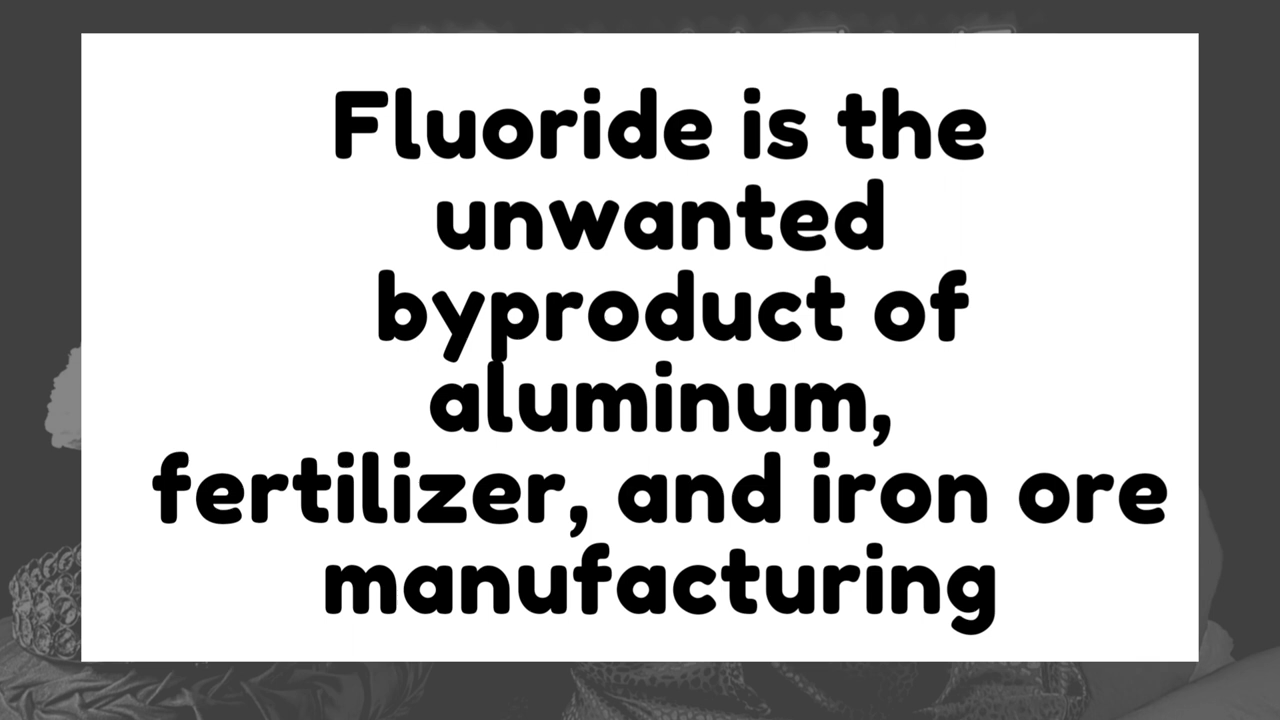 Fluoride is the
unwanted
byproduct of
aluminum,
fertilizer, and iron ore
manufacturing